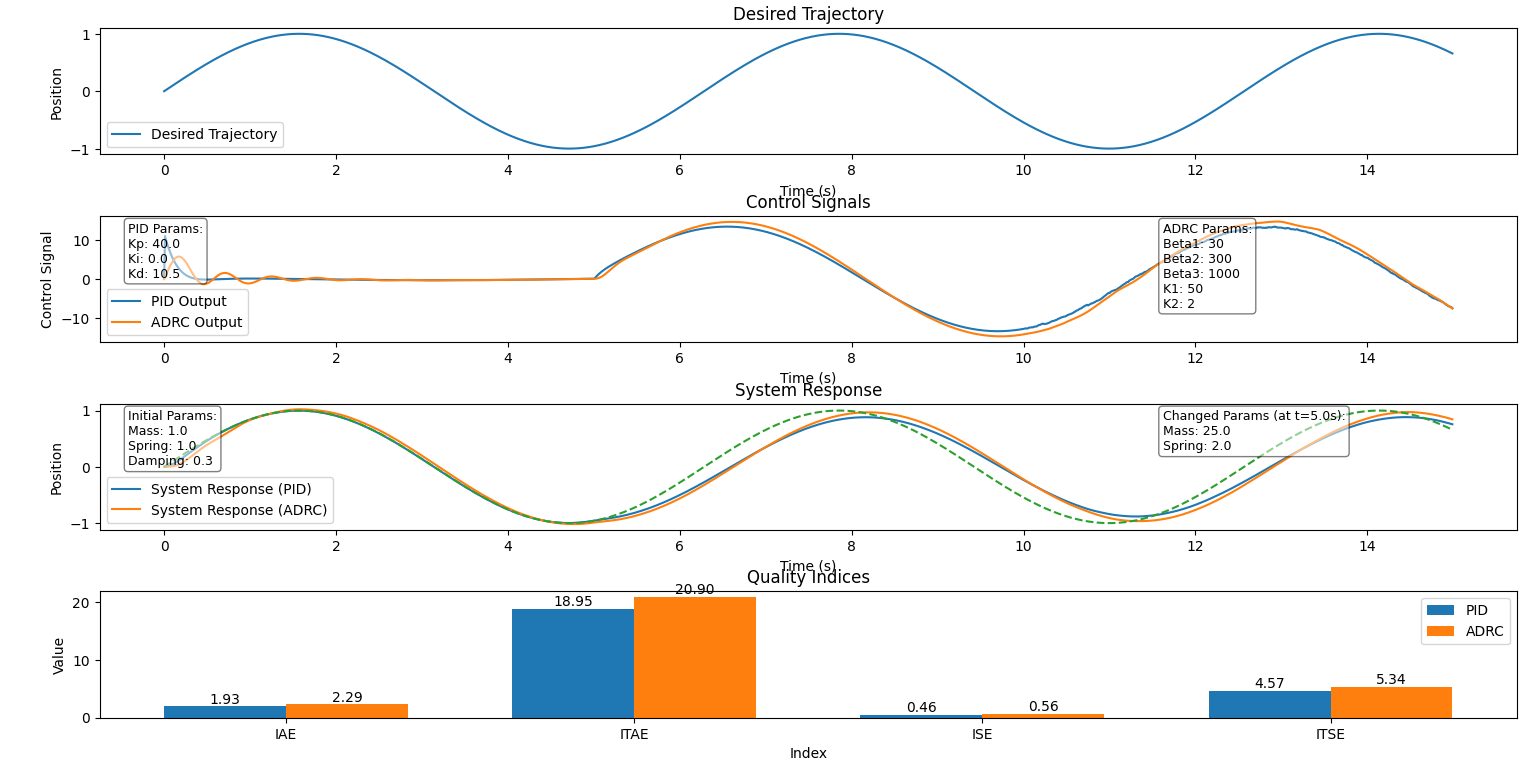 Desired Trajectory
1
0
−1
Position
Desired Trajectory
0 2 4 6 8 10 12 14
Time (s)
Control Signals
10
0
−10
Control Signal
PID Params:
Kp: 40.0
Ki: 0.0
Kd: 10.5
PID Output
ADRC Output
ADRC Params:
Beta1: 30
Beta2: 300
Beta3: 1000
K1: 50
K2: 2
0 2 4 6 8 10 12 14
Time (s)
System Response
1
0
−1
Position
Initial Params:
Mass: 1.0
Spring: 1.0
Damping: 0.3
System Response (PID)
System Response (ADRC)
Changed Params (at t=5.0s):
Mass: 25.0
Spring: 2.0
0 2 4 6 8 10 12 14
Time (s)
Quality Indices
20
10
0
Value
1.93 2.29 18.95 20.90 0.46 0.56 4.57 5.34
PID
ADRC
IAE ITAE ISE ITSE
Index